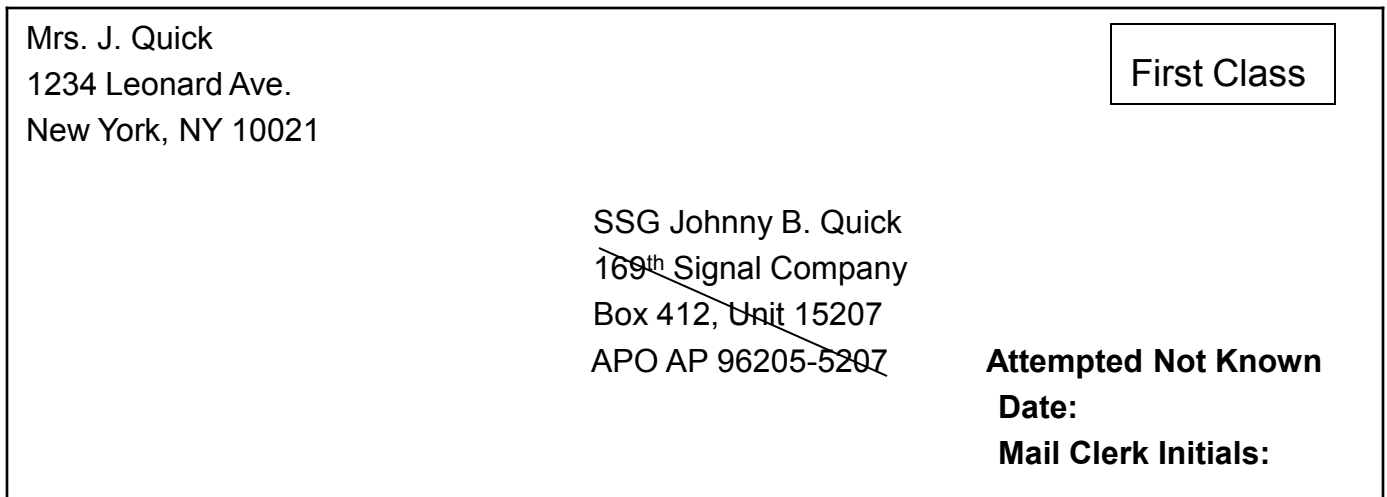 Mrs. J. Quick
1234 Leonard Ave.
New York, NY 10021
First Class
SSG Johnny B. Quick
169th Signal Company
Box 412, Unit 15207
APO AP 96205-5207
Attempted Not Known
Date:
Mail Clerk Initials: